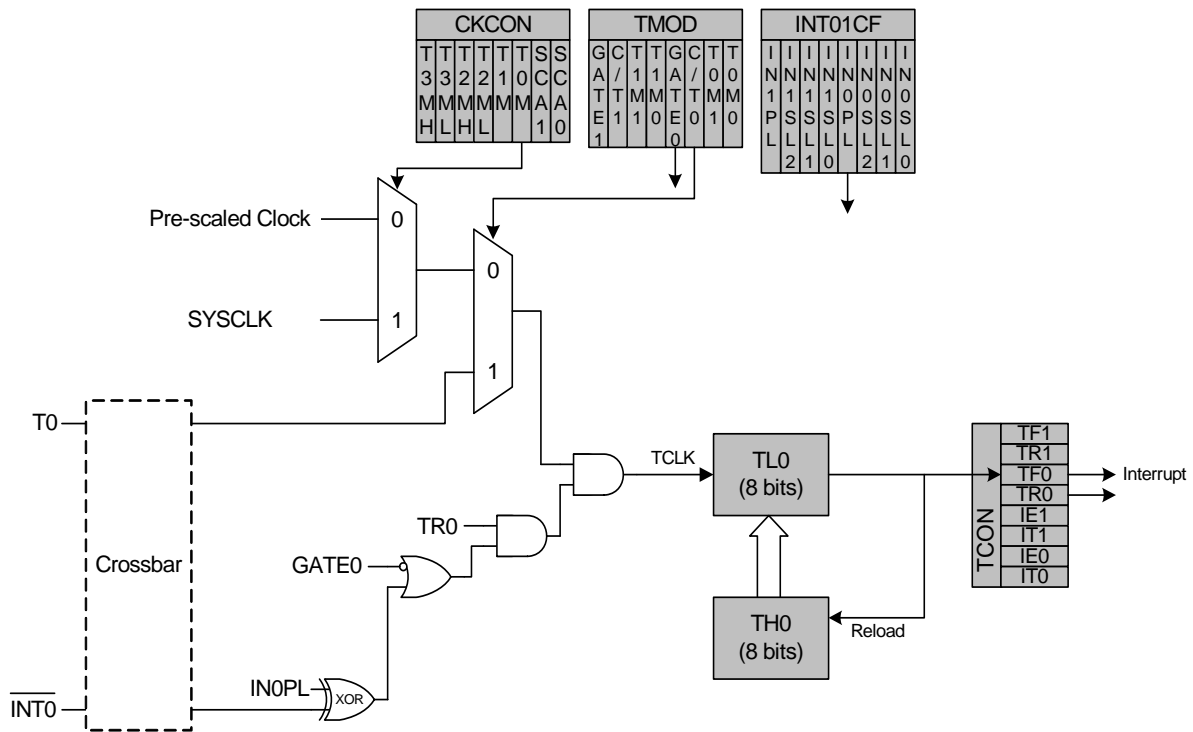 CKCON
T3MH T3ML T2MH T2ML T1M T0M SCA1 SCA0
TMOD
GATE1 C/T1 T1M1 T1M0 GATE0 C/T0 T0M1 T0M0
INT01CF
IN1PL IN1SL2 IN1SL1 IN1SL0 IN0PL IN0SL2 IN0SL1 IN0SL0
Pre-scaled Clock
0
SYSCLK
1
0
1
T0
Crossbar
INT0
GATE0
IN0PL
XOR
TR0
TCLK
TL0
(8 bits)
TH0
(8 bits)
Reload
TCON
TF1
TR1
TF0
TR0
IE1
IT1
IE0
IT0
Interrupt